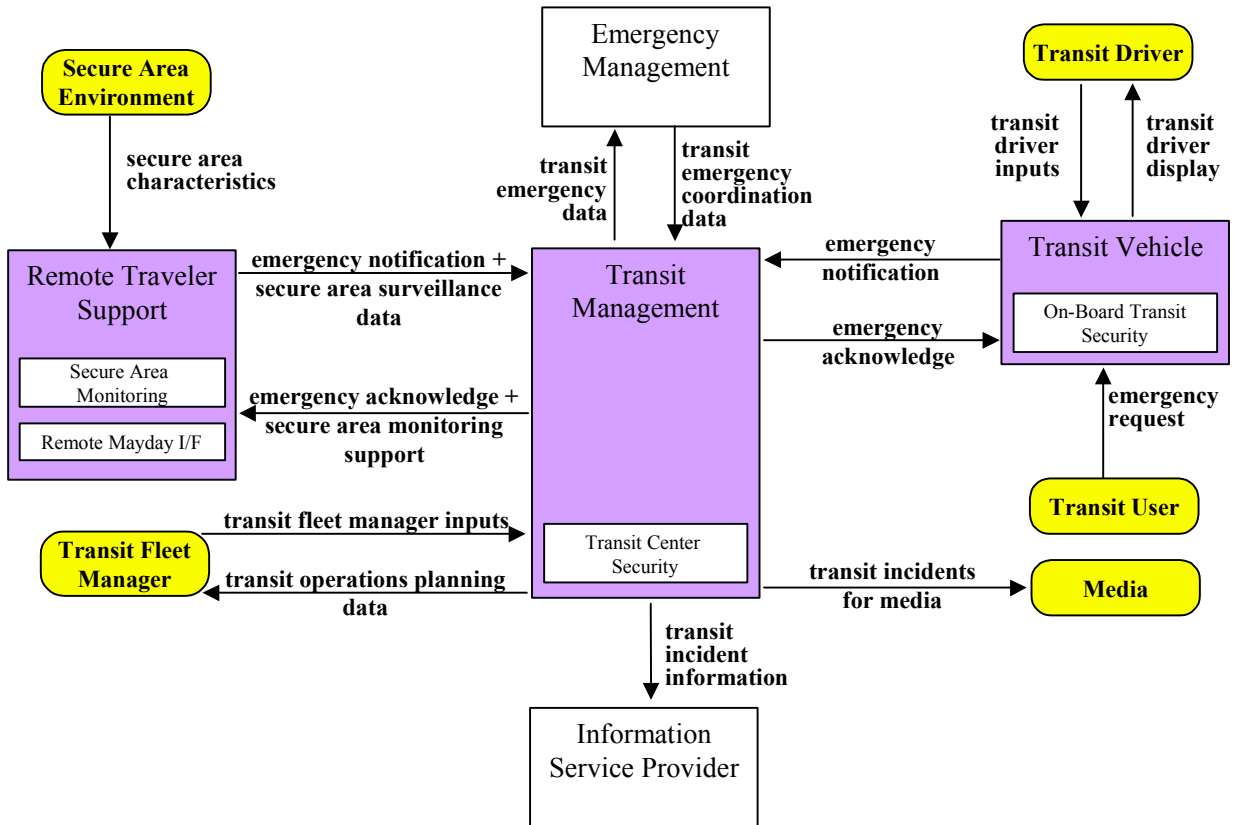 Emergency
Management
Transit Driver
Secure Area
Environment
secure area
characteristics
transit
emergency
data
transit
emergency
coordination
data
transit
driver
inputs
transit
driver
display
Remote Traveler
Support
Secure Area
Monitoring
Remote Mayday I/F
emergency notification +
secure area surveillance
data
emergency acknowledge +
secure area monitoring
support
Transit
Management
Transit Center
Security
emergency
notification
emergency
acknowledge
Transit Vehicle
On-Board Transit
Security
emergency
request
Transit User
Transit Fleet
Manager
transit fleet manager inputs
transit operations planning
data
transit incidents
for media
Media
transit
incident
information
Information
Service Provider